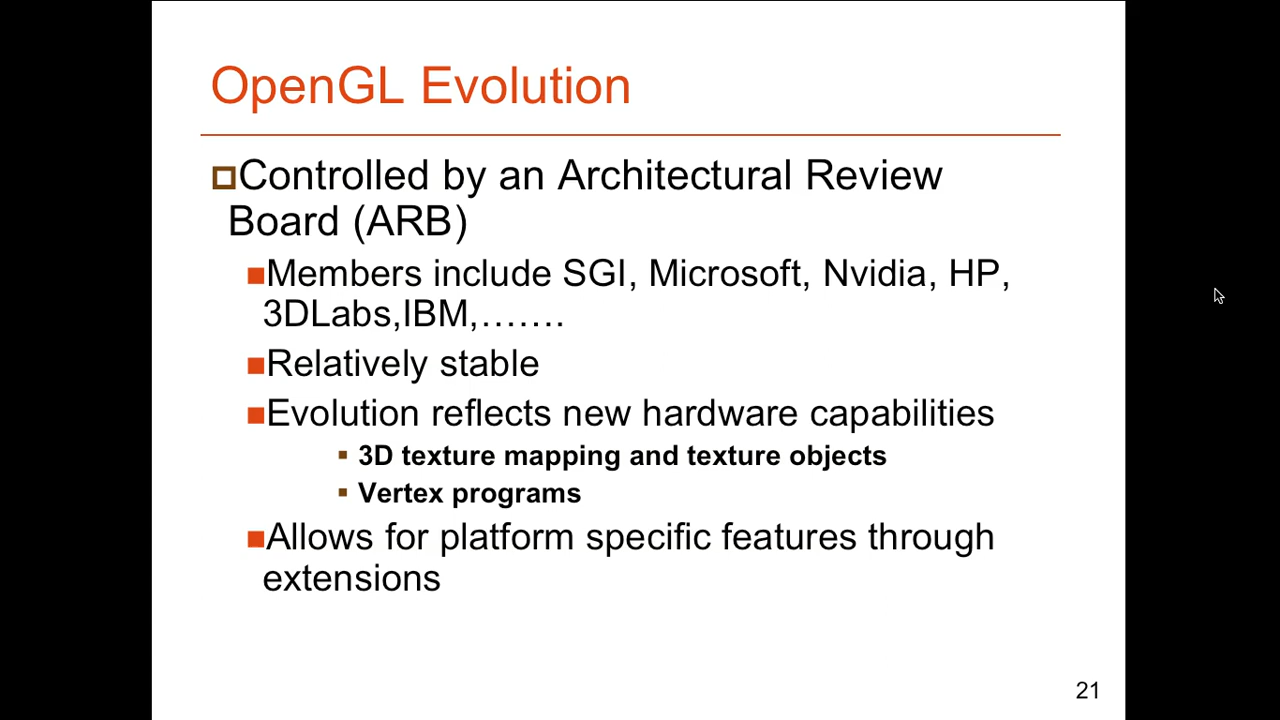 OpenGL Evolution
Controlled by an Architectural Review
Board (ARB)
Members include SGI, Microsoft, Nvidia, HP,
3DLabs,IBM,…….
Relatively stable
Evolution reflects new hardware capabilities
3D texture mapping and texture objects
Vertex programs
Allows for platform specific features through
extensions
21